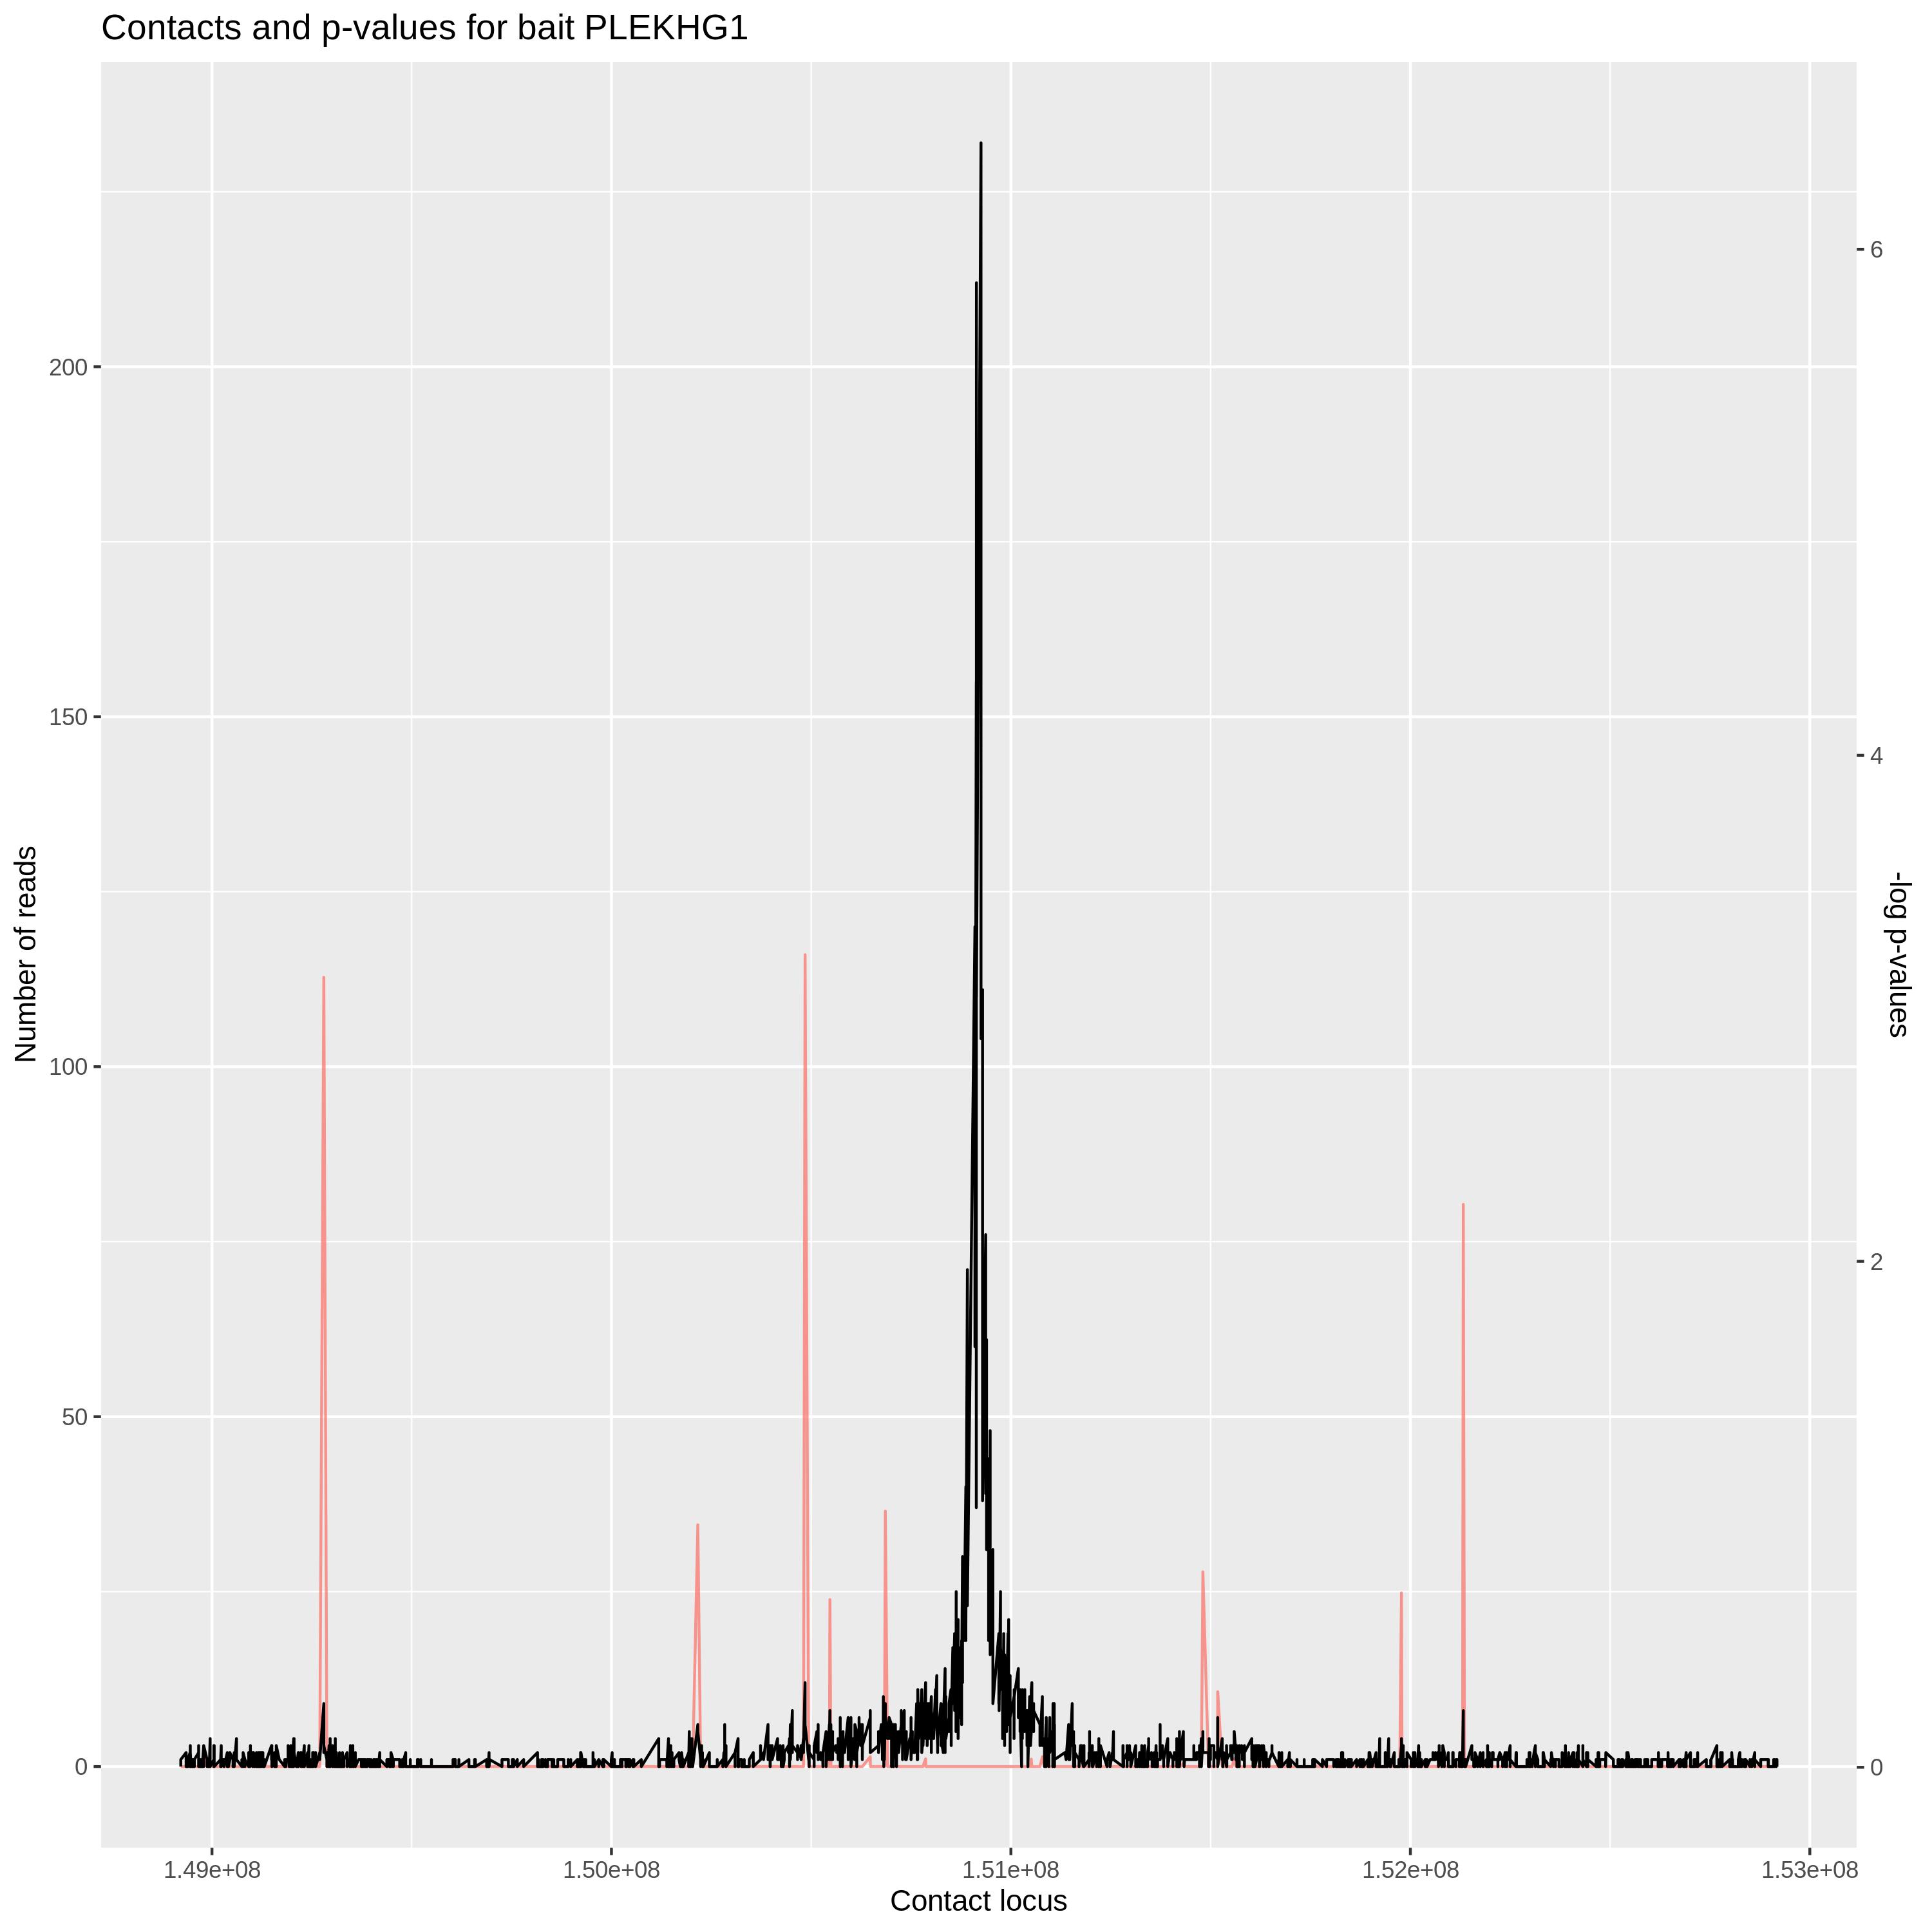 Contacts and p-values for bait PLEKHG1
Number of reads
200
150
100
50
0
6
4
2
0
-log p-values
1.49e+08
1.50e+08
1.51e+08
1.52e+08
1.53e+08
Contact locus